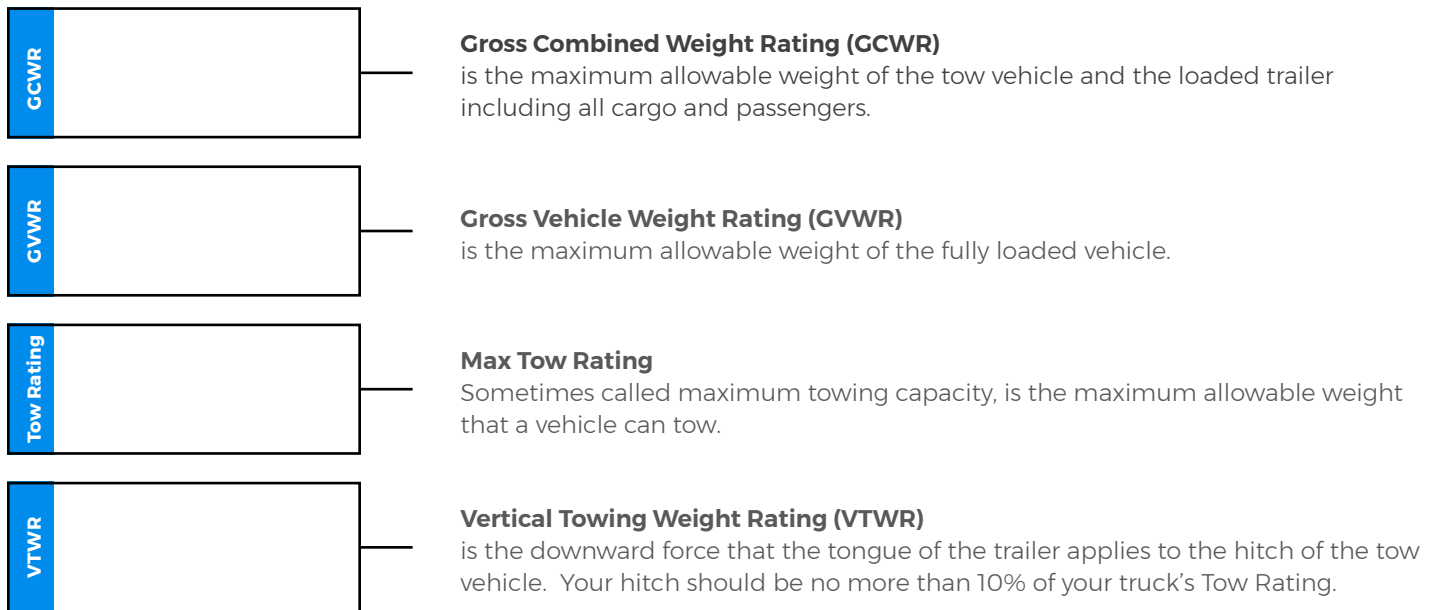 GCWR
Gross Combined Weight Rating (GCWR)
is the maximum allowable weight of the tow vehicle and the loaded trailer
including all cargo and passengers.
GVWR
Gross Vehicle Weight Rating (GVWR)
is the maximum allowable weight of the fully loaded vehicle.
Tow Rating
Max Tow Rating
Sometimes called maximum towing capacity, is the maximum allowable weight
that a vehicle can tow.
VTWR
Vertical Towing Weight Rating (VTWR)
is the downward force that the tongue of the trailer applies to the hitch of the tow
vehicle.  Your hitch should be no more than 10% of your truck's Tow Rating.